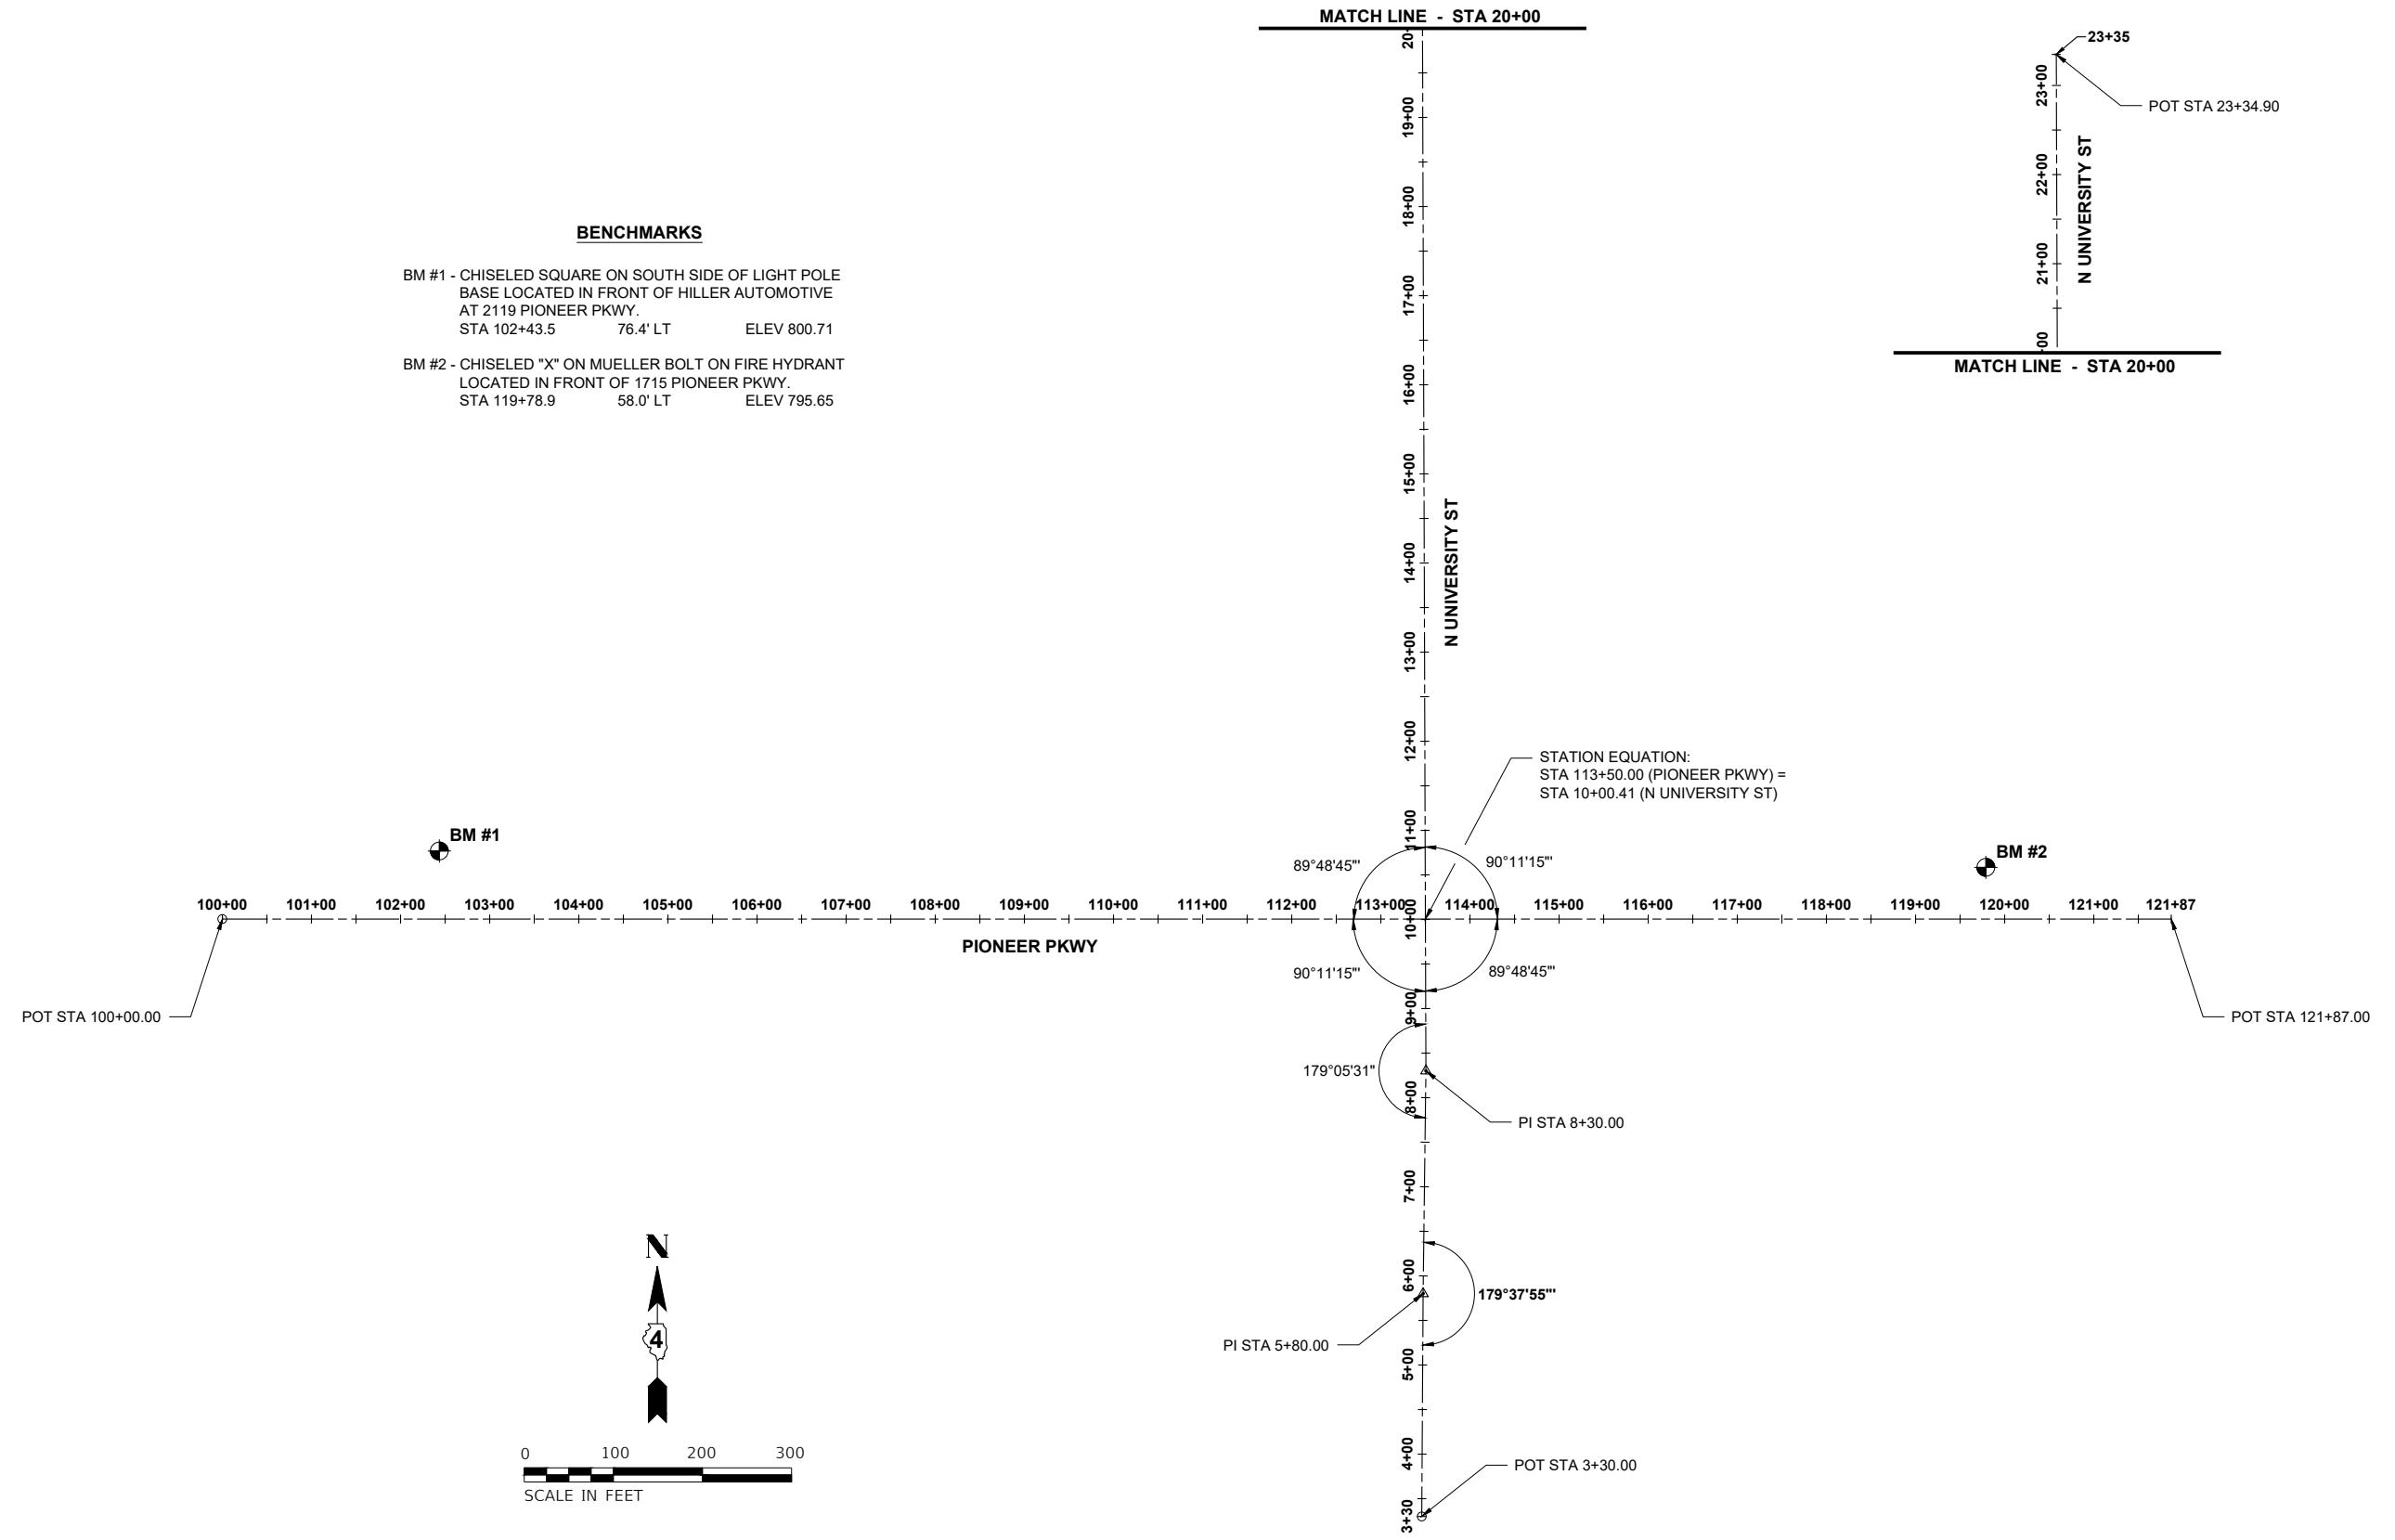 MATCH LINE - STA 20+00
20
19+00
18+00
17+00
16+00
15+00
14+00
13+00
12+00
11+00
10+00
9+00
8+00
7+00
6+00
5+00
4+00
3+30
N UNIVERSITY ST
23+35
POT STA 23+34.90
23+00
22+00
21+00
+00
N UNIVERSITY ST
MATCH LINE - STA 20+00
BENCHMARKS
BM #1 - CHISELED SQUARE ON SOUTH SIDE OF LIGHT POLE
BASE LOCATED IN FRONT OF HILLER AUTOMOTIVE
AT 2119 PIONEER PKWY.
STA 102+43.5 76.4' LT ELEV 800.71
BM #2 - CHISELED "X" ON MUELLER BOLT ON FIRE HYDRANT
LOCATED IN FRONT OF 1715 PIONEER PKWY.
STA 119+78.9 58.0' LT ELEV 795.65
STATION EQUATION:
STA 113+50.00 (PIONEER PKWY) =
STA 10+00.41 (N UNIVERSITY ST)
BM #1
BM #2
89°48'45"'
90°11'15"'
100+00 101+00 102+00 103+00 104+00 105+00 106+00 107+00 108+00 109+00 110+00 111+00 112+00 113+00 114+00 115+00 116+00 117+00 118+00 119+00 120+00 121+00 121+87
PIONEER PKWY
90°11'15"'
89°48'45"'
POT STA 100+00.00
POT STA 121+87.00
179°05'31"
PI STA 8+30.00
179°37'55"'
PI STA 5+80.00
POT STA 3+30.00
N
4
0 100 200 300
SCALE IN FEET